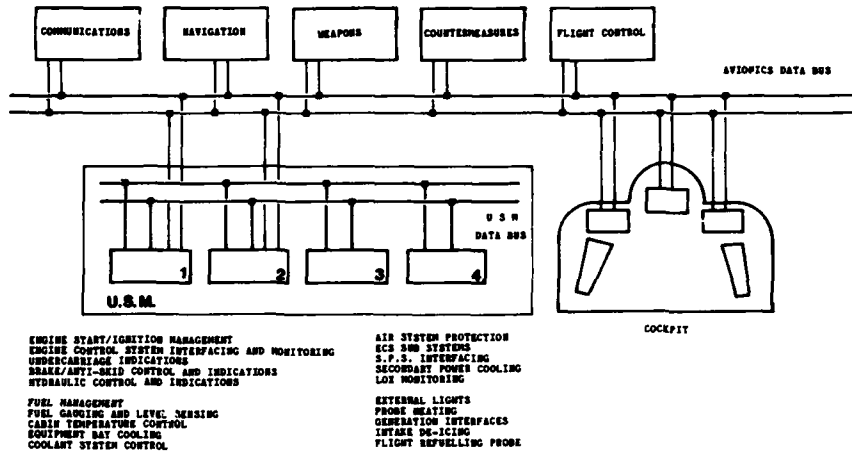 COMMUNICATIONS
NAVIGATION
WEAPONS
COUNTERMEASURES
FLIGHT CONTROL
AVIONICS DATA BUS
U S M
DATA BUS
1
2
3
4
U.S.M.
COCKPIT
ENGINE START/IGNITION MANAGEMENT
ENGINE CONTROL SYSTEM INTERFACING AND MONITORING
UNDERCARRIAGE INDICATIONS
BRAKE/ANTI-SKID CONTROL AND INDICATIONS
HYDRAULIC CONTROL AND INDICATIONS
FUEL MANAGEMENT
FUEL GAUGING AND LEVEL SENSING
CABIN TEMPERATURE CONTROL
EQUIPMENT BAY COOLING
COOLANT SYSTEM CONTROL
AIR SYSTEM PROTECTION
ECS SUB SYSTEMS
S.P.S. INTERFACING
SECONDARY POWER COOLING
LOX MONITORING
EXTERNAL LIGHTS
PROBE HEATING
GENERATION INTERFACES
INTAKE DE-ICING
FLIGHT REFUELLING PROBE